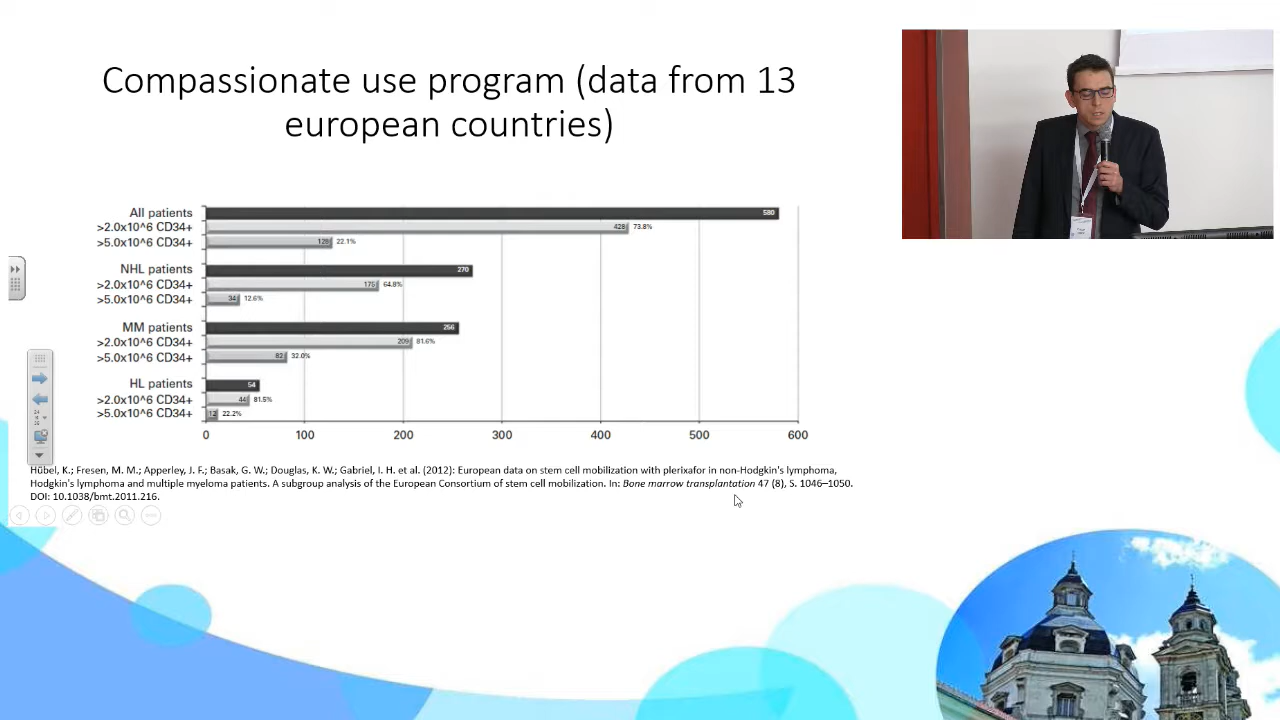 Compassionate use program (data from 13
european countries)
All patients
580
>2.0x10^6 CD34+
428 73.8%
>5.0x10^6 CD34+
128 22.1%
NHL patients
270
>2.0x10^6 CD34+
175 64.8%
>5.0x10^6 CD34+
34 12.6%
MM patients
256
>2.0x10^6 CD34+
209 81.6%
>5.0x10^6 CD34+
82 32.0%
HL patients
54
>2.0x10^6 CD34+
44 81.5%
>5.0x10^6 CD34+
12 22.2%
0 100 200 300 400 500 600
Hübel, K.; Fresen, M. M.; Apperley, J. F.; Basak, G. W.; Douglas, K. W.; Gabriel, I. H. et al. (2012): European data on stem cell mobilization with plerixafor in non-Hodgkin's lymphoma,
Hodgkin's lymphoma and multiple myeloma patients. A subgroup analysis of the European Consortium of stem cell mobilization. In: Bone marrow transplantation 47 (8), S. 1046–1050.
DOI: 10.1038/bmt.2011.216.